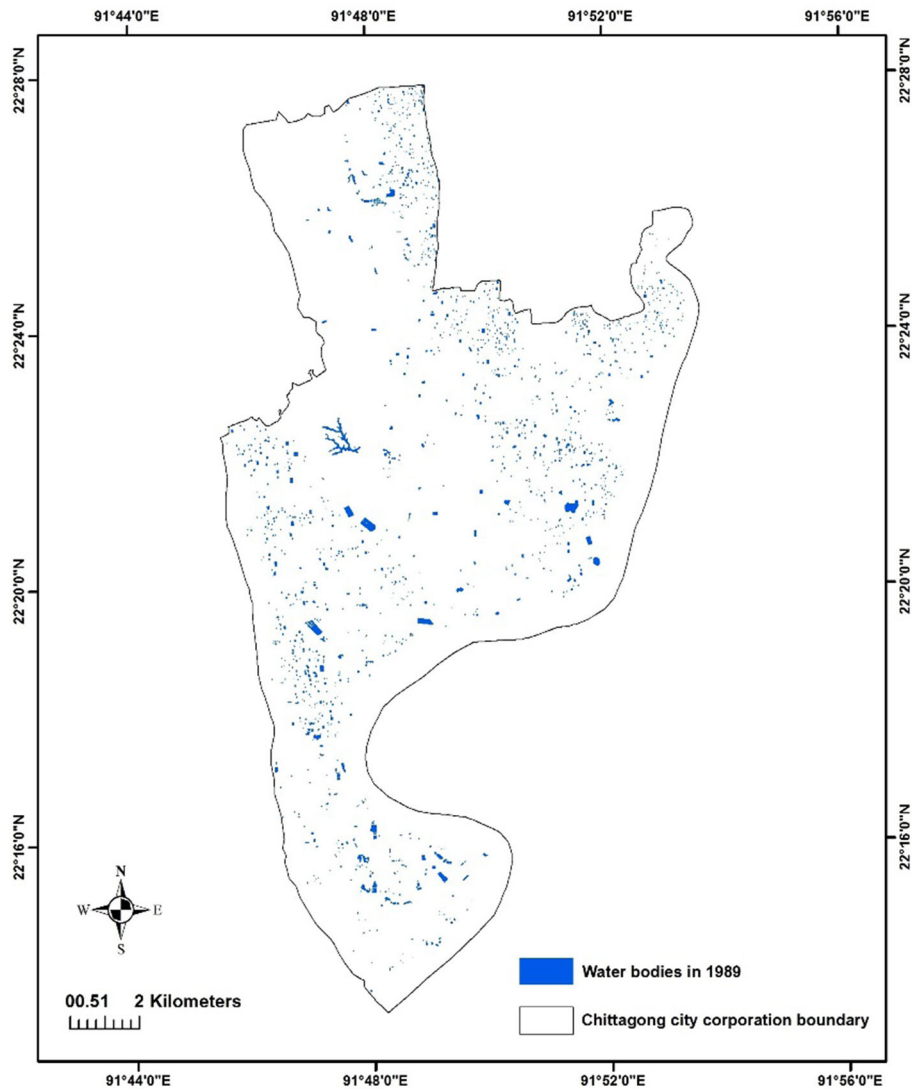 91°44'0"E 91°48'0"E 91°52'0"E 91°56'0"E
22°28'0"N 22°28'0"N
22°24'0"N 22°24'0"N
22°20'0"N 22°20'0"N
22°16'0"N 22°16'0"N
N
W E
S
Water bodies in 1989
00.51 2 Kilometers
Chittagong city corporation boundary
91°44'0"E 91°48'0"E 91°52'0"E 91°56'0"E